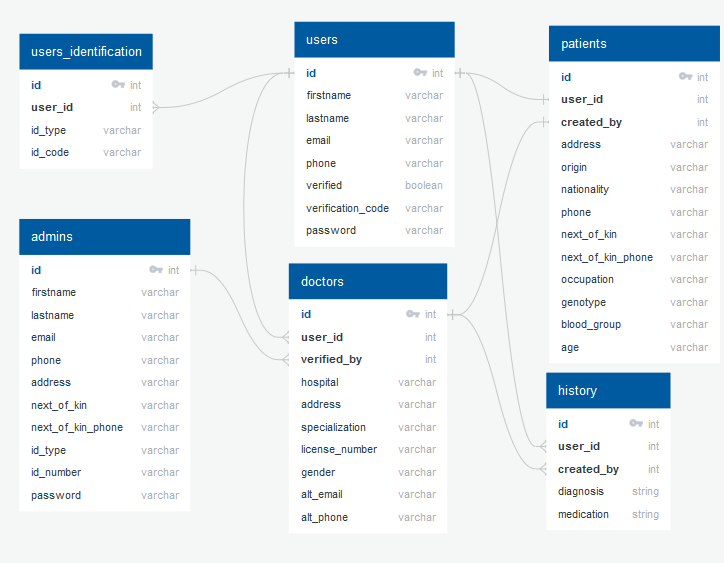 users_identification
id int
user_id int
id_type varchar
id_code varchar
users
id int
firstname varchar
lastname varchar
email varchar
phone varchar
verified boolean
verification_code varchar
password varchar
patients
id int
user_id int
created_by int
address varchar
origin varchar
nationality varchar
phone varchar
next_of_kin varchar
next_of_kin_phone varchar
occupation varchar
genotype varchar
blood_group varchar
age varchar
admins
id int
firstname varchar
lastname varchar
email varchar
phone varchar
address varchar
next_of_kin varchar
next_of_kin_phone varchar
id_type varchar
id_number varchar
password varchar
doctors
id int
user_id int
verified_by int
hospital varchar
address varchar
specialization varchar
license_number varchar
gender varchar
alt_email varchar
alt_phone varchar
history
id int
user_id int
created_by int
diagnosis string
medication string